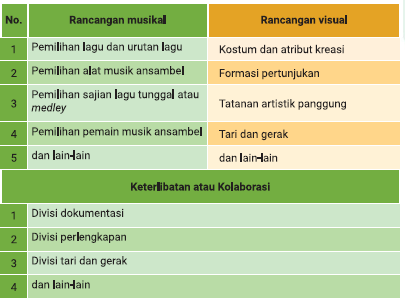 No. Rancangan musikal Rancangan visual
1 Pemilihan lagu dan urutan lagu Kostum dan atribut kreasi
2 Pemilihan alat musik ansambel Formasi pertunjukan
3 Pemilihan sajian lagu tunggal atau Tatanan artistik panggung
medley
4 Pemilihan pemain musik ansambel Tari dan gerak
5 dan lain-lain dan lain-lain
Keterlibatan atau Kolaborasi
1 Divisi dokumentasi
2 Divisi perlengkapan
3 Divisi tari dan gerak
4 dan lain-lain